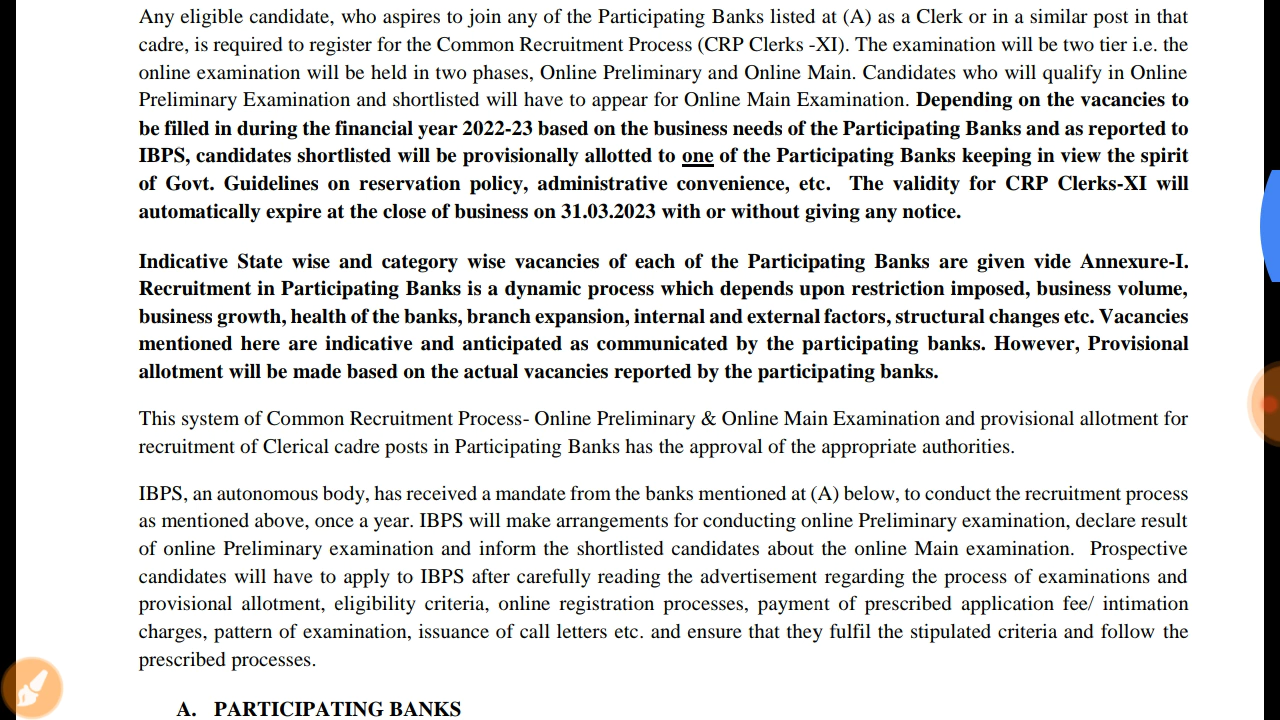 Any eligible candidate, who aspires to join any of the Participating Banks listed at (A) as a Clerk or in a similar post in that
cadre, is required to register for the Common Recruitment Process (CRP Clerks -XI). The examination will be two tier i.e. the
online examination will be held in two phases, Online Preliminary and Online Main. Candidates who will qualify in Online
Preliminary Examination and shortlisted will have to appear for Online Main Examination. Depending on the vacancies to
be filled in during the financial year 2022-23 based on the business needs of the Participating Banks and as reported to
IBPS, candidates shortlisted will be provisionally allotted to one of the Participating Banks keeping in view the spirit
of Govt. Guidelines on reservation policy, administrative convenience, etc. The validity for CRP Clerks-XI will
automatically expire at the close of business on 31.03.2023 with or without giving any notice.
Indicative State wise and category wise vacancies of each of the Participating Banks are given vide Annexure-I.
Recruitment in Participating Banks is a dynamic process which depends upon restriction imposed, business volume,
business growth, health of the banks, branch expansion, internal and external factors, structural changes etc. Vacancies
mentioned here are indicative and anticipated as communicated by the participating banks. However, Provisional
allotment will be made based on the actual vacancies reported by the participating banks.
This system of Common Recruitment Process- Online Preliminary & Online Main Examination and provisional allotment for
recruitment of Clerical cadre posts in Participating Banks has the approval of the appropriate authorities.
IBPS, an autonomous body, has received a mandate from the banks mentioned at (A) below, to conduct the recruitment process
as mentioned above, once a year. IBPS will make arrangements for conducting online Preliminary examination, declare result
of online Preliminary examination and inform the shortlisted candidates about the online Main examination. Prospective
candidates will have to apply to IBPS after carefully reading the advertisement regarding the process of examinations and
provisional allotment, eligibility criteria, online registration processes, payment of prescribed application fee/ intimation
charges, pattern of examination, issuance of call letters etc. and ensure that they fulfil the stipulated criteria and follow the
prescribed processes.
A. PARTICIPATING BANKS